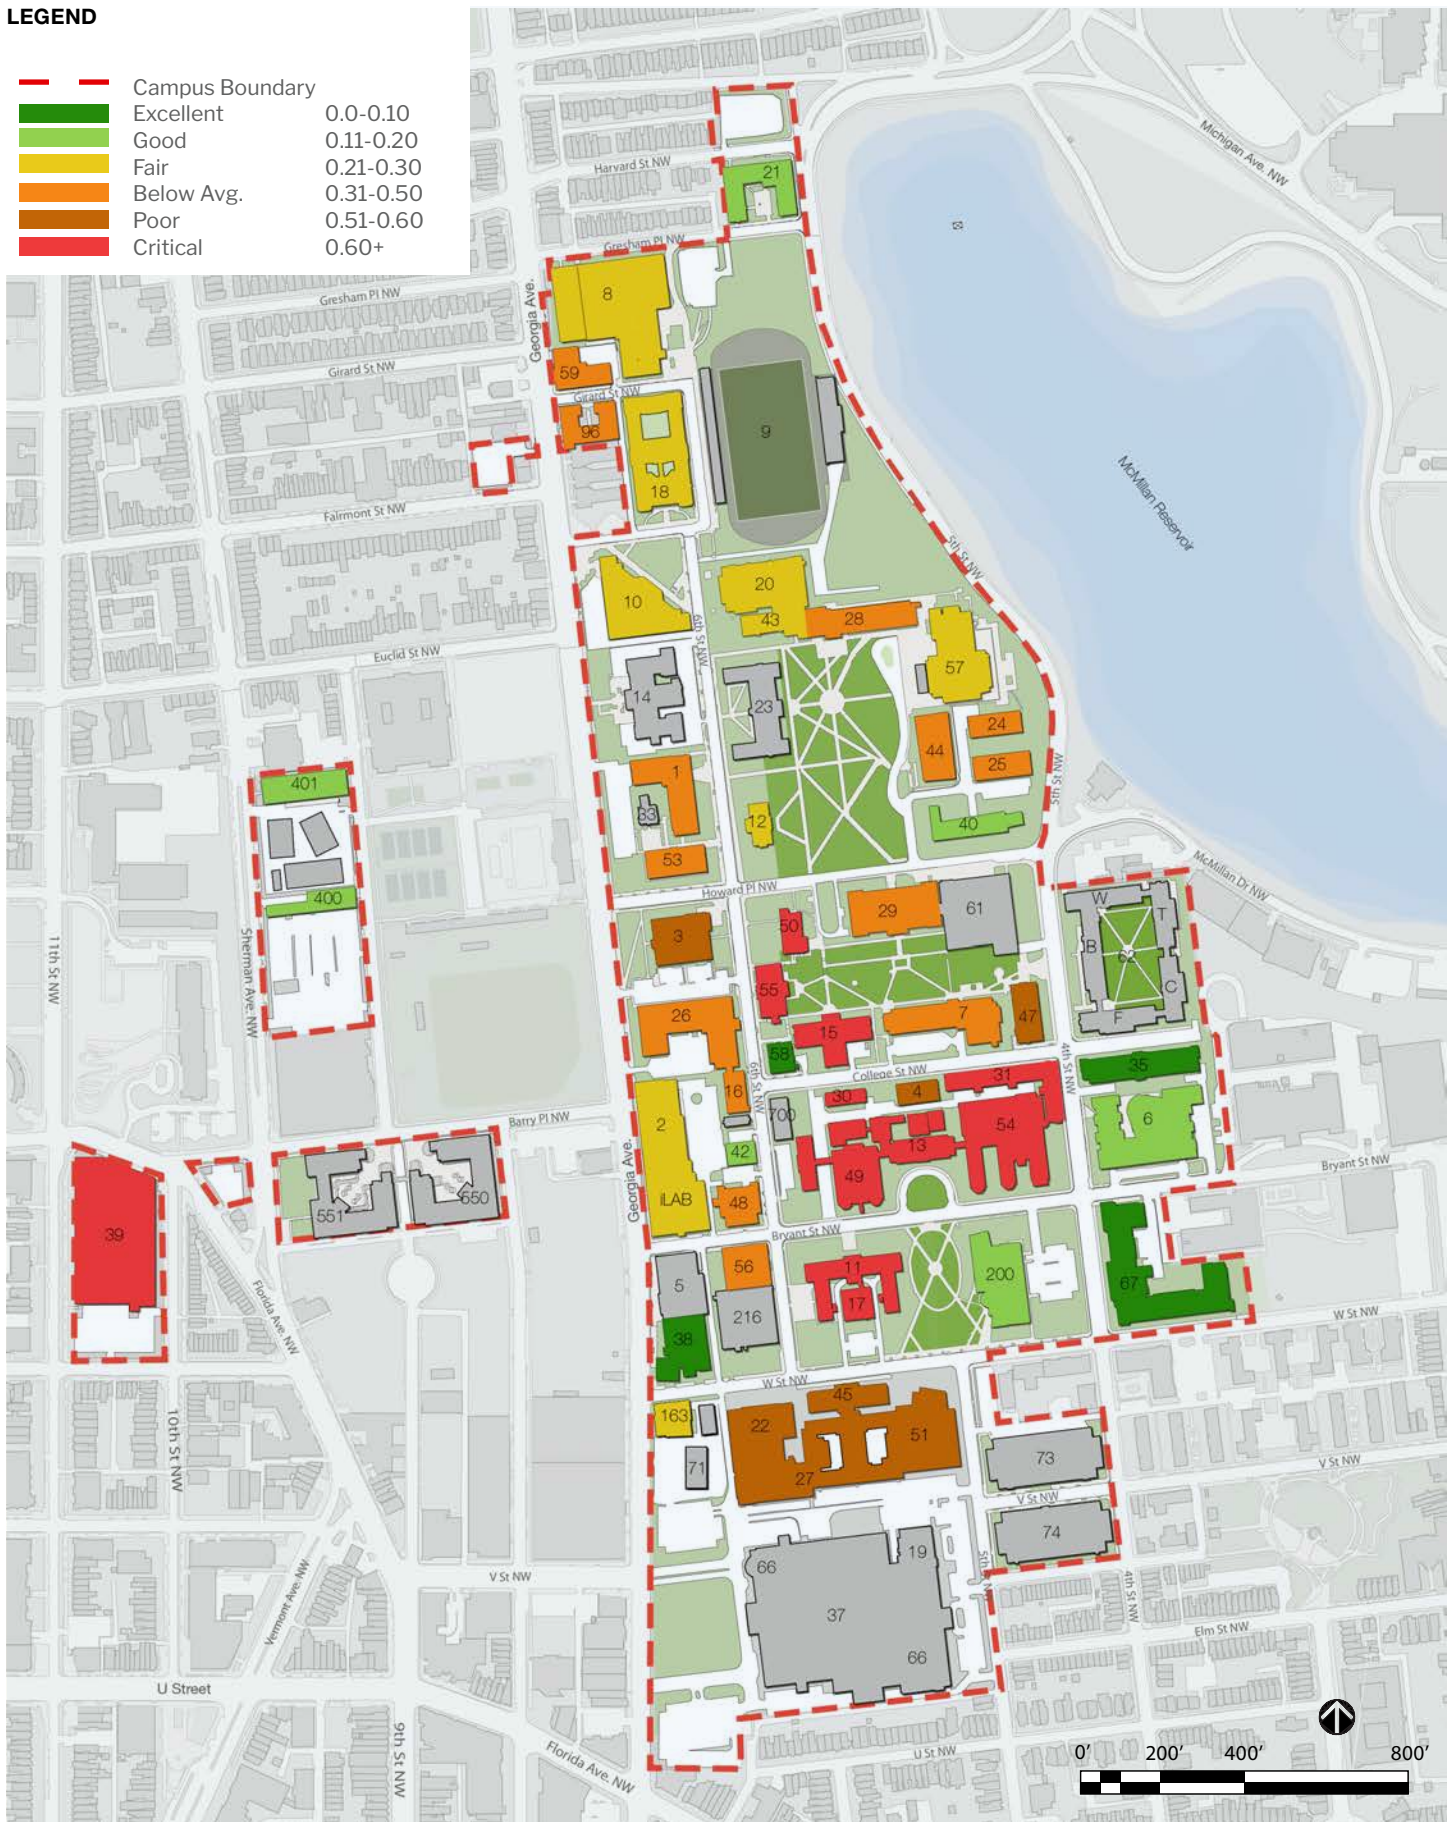 LEGEND
Campus Boundary
Excellent 0.0-0.10
Good 0.11-0.20
Fair 0.21-0.30
Below Avg. 0.31-0.50
Poor 0.51-0.60
Critical 0.60+
Michigan Ave. NW
Harvard St NW
21
Gresham Pl NW
Gresham Pl NW
8
Georgia Ave.
Girard St NW
59
Girard St NW
96
9
18
McMillan Reservoir
Fairmont St NW
5th St NW
20
10
43
28
6th St NW
Euclid St NW
57
14
23
24
44
25
1
401
5th St NW
33
12
40
53
McMillan Dr NW
Howard Pl NW
400
W
T
29
61
50
3
B
62
11th St NW
Sherman Ave. NW
55
C
26
7
47
F
15
58
4th St NW
35
College St NW
31
16
6th St NW
30
4
700
Barry Pl NW
2
6
54
13
42
Georgia Ave.
Bryant St NW
49
550
iLAB
48
551
39
Bryant St NW
56
11
200
5
67
17
216
Florida Ave. NW
W St NW
38
W St NW
45
163
22
51
10th St NW
73
V St NW
71
27
V St NW
74
19
66
5th St NW
V St NW
4th St NW
Vermont Ave. NW
37
Elm St NW
66
U Street
9th St NW
Florida Ave. NW
U St NW
0’ 200’ 400’ 800’